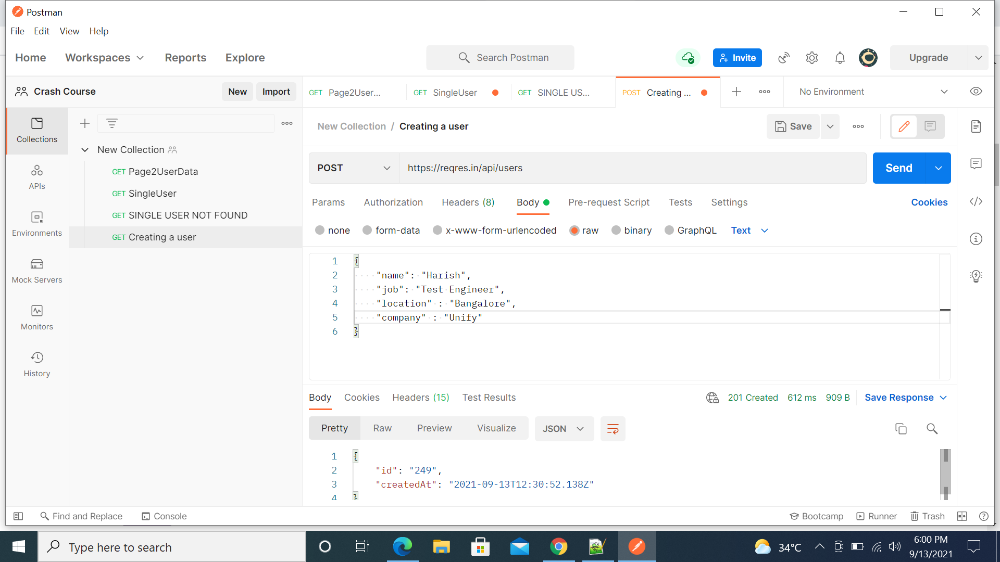 Postman
File Edit View Help
Home Workspaces Reports Explore Search Postman Invite Upgrade
Crash Course New Import GET Page2User... GET SingleUser GET SINGLE US... POST Creating ... No Environment
Collections
APIs
Environments
Mock Servers
Monitors
History
New Collection
GET Page2UserData
GET SingleUser
GET SINGLE USER NOT FOUND
GET Creating a user
New Collection / Creating a user Save
POST https://reqres.in/api/users Send
Params Authorization Headers (8) Body Pre-request Script Tests Settings Cookies
none form-data x-www-form-urlencoded raw binary GraphQL Text
1 {
2 "name": "Harish",
3 "job": "Test Engineer",
4 "location" : "Bangalore",
5 "company" : "Unify"
6 }
Body Cookies Headers (15) Test Results 201 Created 612 ms 909 B Save Response
Pretty Raw Preview Visualize JSON
1 {
2 "id": "249",
3 "createdAt": "2021-09-13T12:30:52.138Z"
4 }
Find and Replace Console Bootcamp Runner Trash
Type here to search 34°C 6:00 PM
9/13/2021